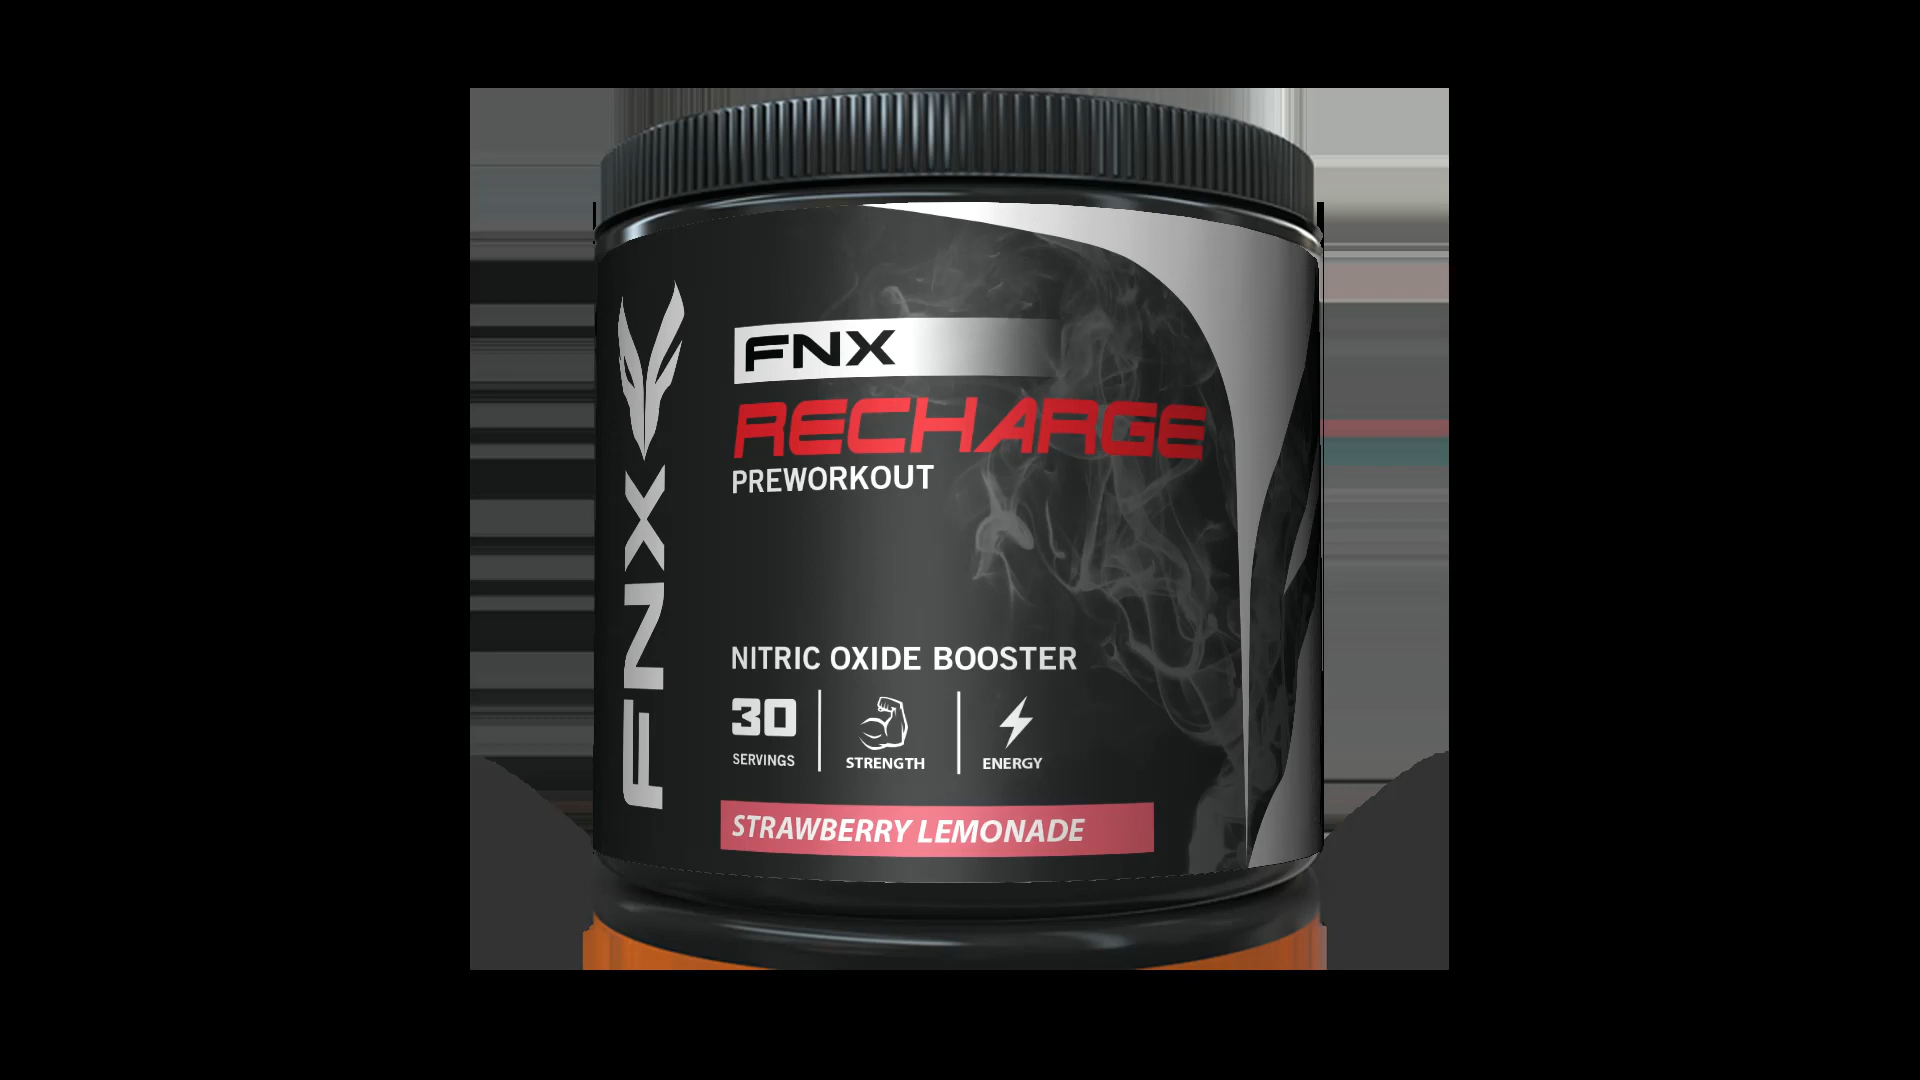 FNX
FNX
RECHARGE
PREWORKOUT
NITRIC OXIDE BOOSTER
30
SERVINGS
STRENGTH
ENERGY
STRAWBERRY LEMONADE